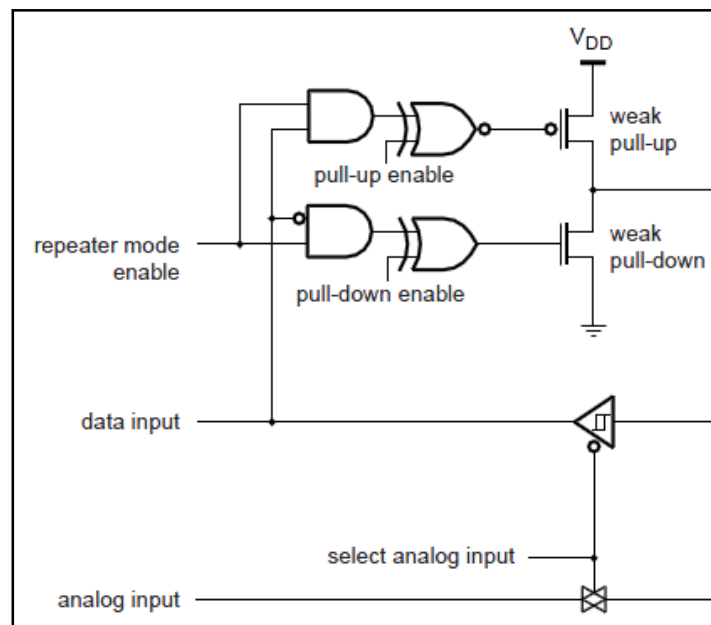 VDD
weak
pull-up
pull-up enable
repeater mode
enable
weak
pull-down
pull-down enable
data input
select analog input
analog input